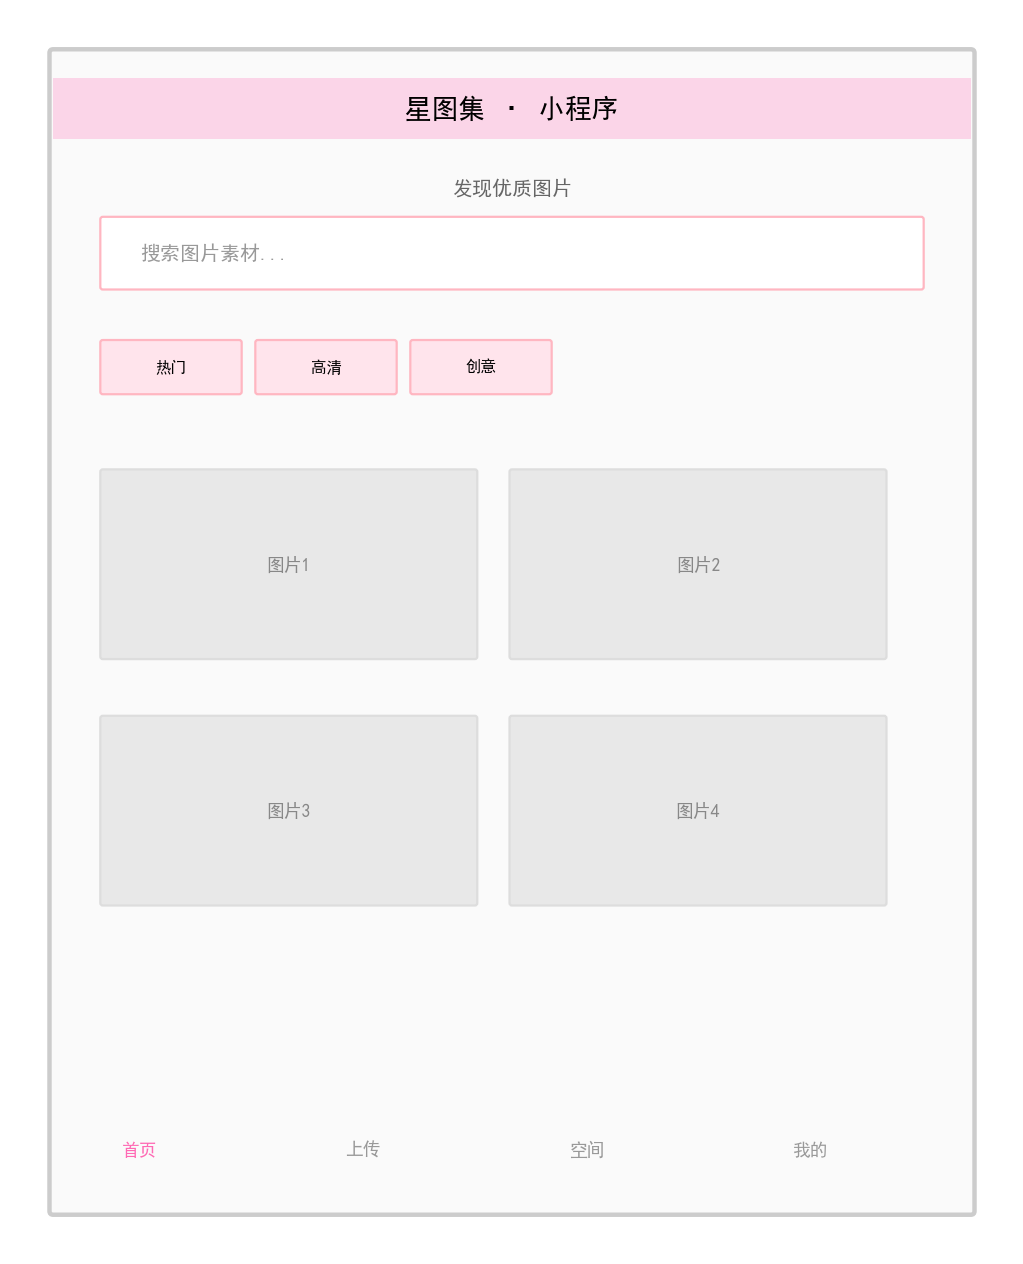 星图集 · 小程序
发现优质图片
搜索图片素材...
热门 高清 创意
图片1 图片2
图片3 图片4
首页 上传 空间 我的